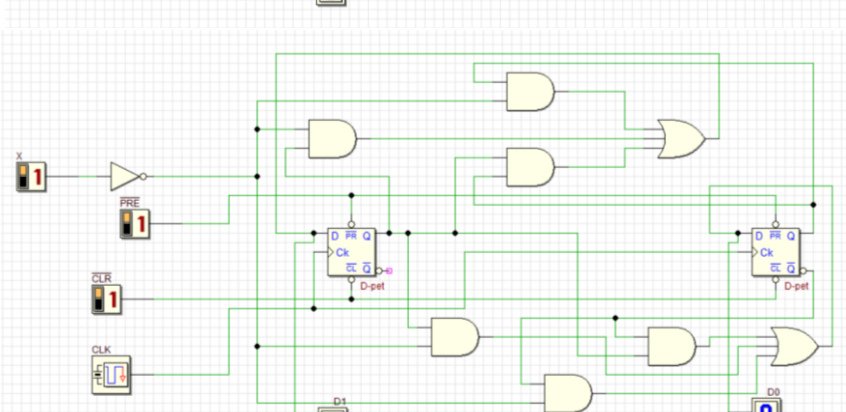 X
1
PRE
1
D PR Q
Ck
CL Q
D-pet
D PR Q
Ck
CL Q
D-pet
CLR
1
CLK
D1
D0
0